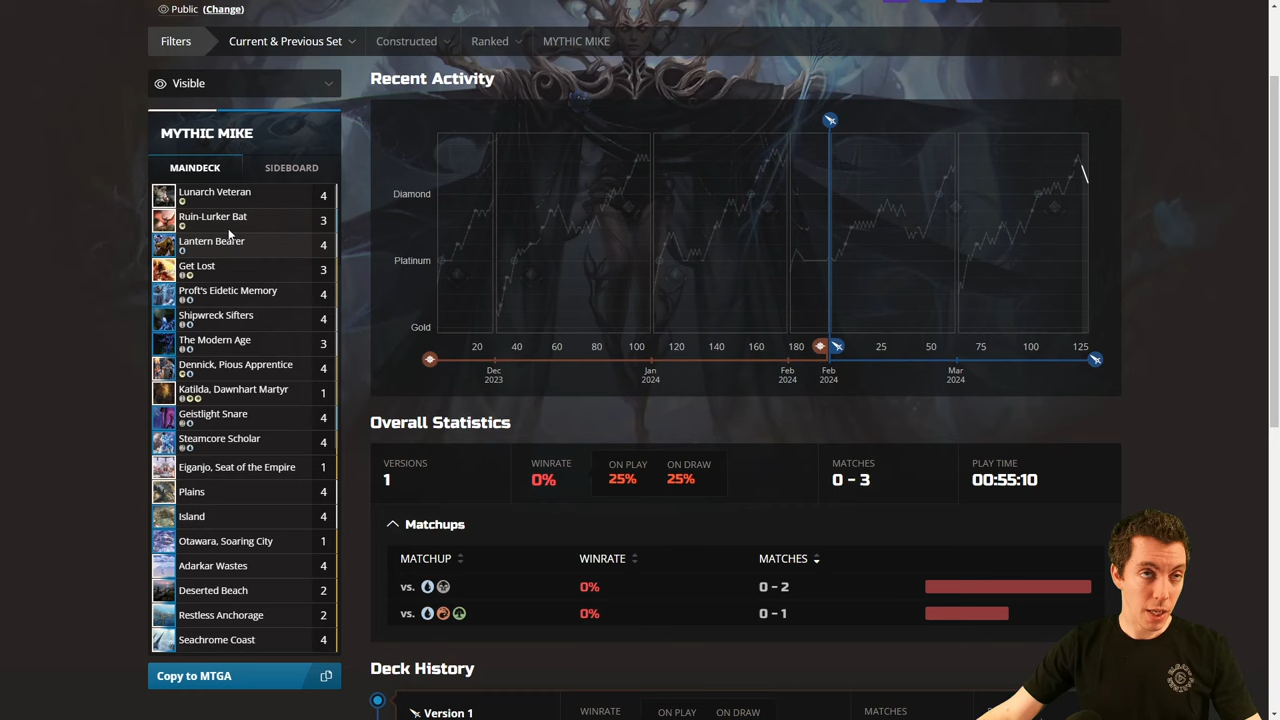 Public (Change)
Filters Current & Previous Set Constructed Ranked MYTHIC MIKE
Visible
MYTHIC MIKE
MAINDECK SIDEBOARD
Lunarch Veteran 4
Ruin-Lurker Bat 3
Lantern Bearer 4
Get Lost 3
Proft's Eidetic Memory 4
Shipwreck Sifters 4
The Modern Age 3
Dennick, Pious Apprentice 4
Katilda, Dawnhart Martyr 1
Geistlight Snare 4
Steamcore Scholar 4
Eiganjo, Seat of the Empire 1
Plains 4
Island 4
Otawara, Soaring City 1
Adarkar Wastes 4
Deserted Beach 2
Restless Anchorage 2
Seachrome Coast 4
Copy to MTGA
Recent Activity
Diamond
Platinum
Gold
20 40 60 80 100 120 140 160 180 25 50 75 100 125
Dec 2023 Jan 2024 Feb 2024 Feb 2024 Mar 2024
Overall Statistics
VERSIONS WINRATE ON PLAY ON DRAW MATCHES PLAY TIME
1 0% 25% 25% 0 - 3 00:55:10
Matchups
MATCHUP WINRATE MATCHES
vs. 0% 0 - 2
vs. 0% 0 - 1
Deck History
Version 1 WINRATE ON PLAY ON DRAW MATCHES